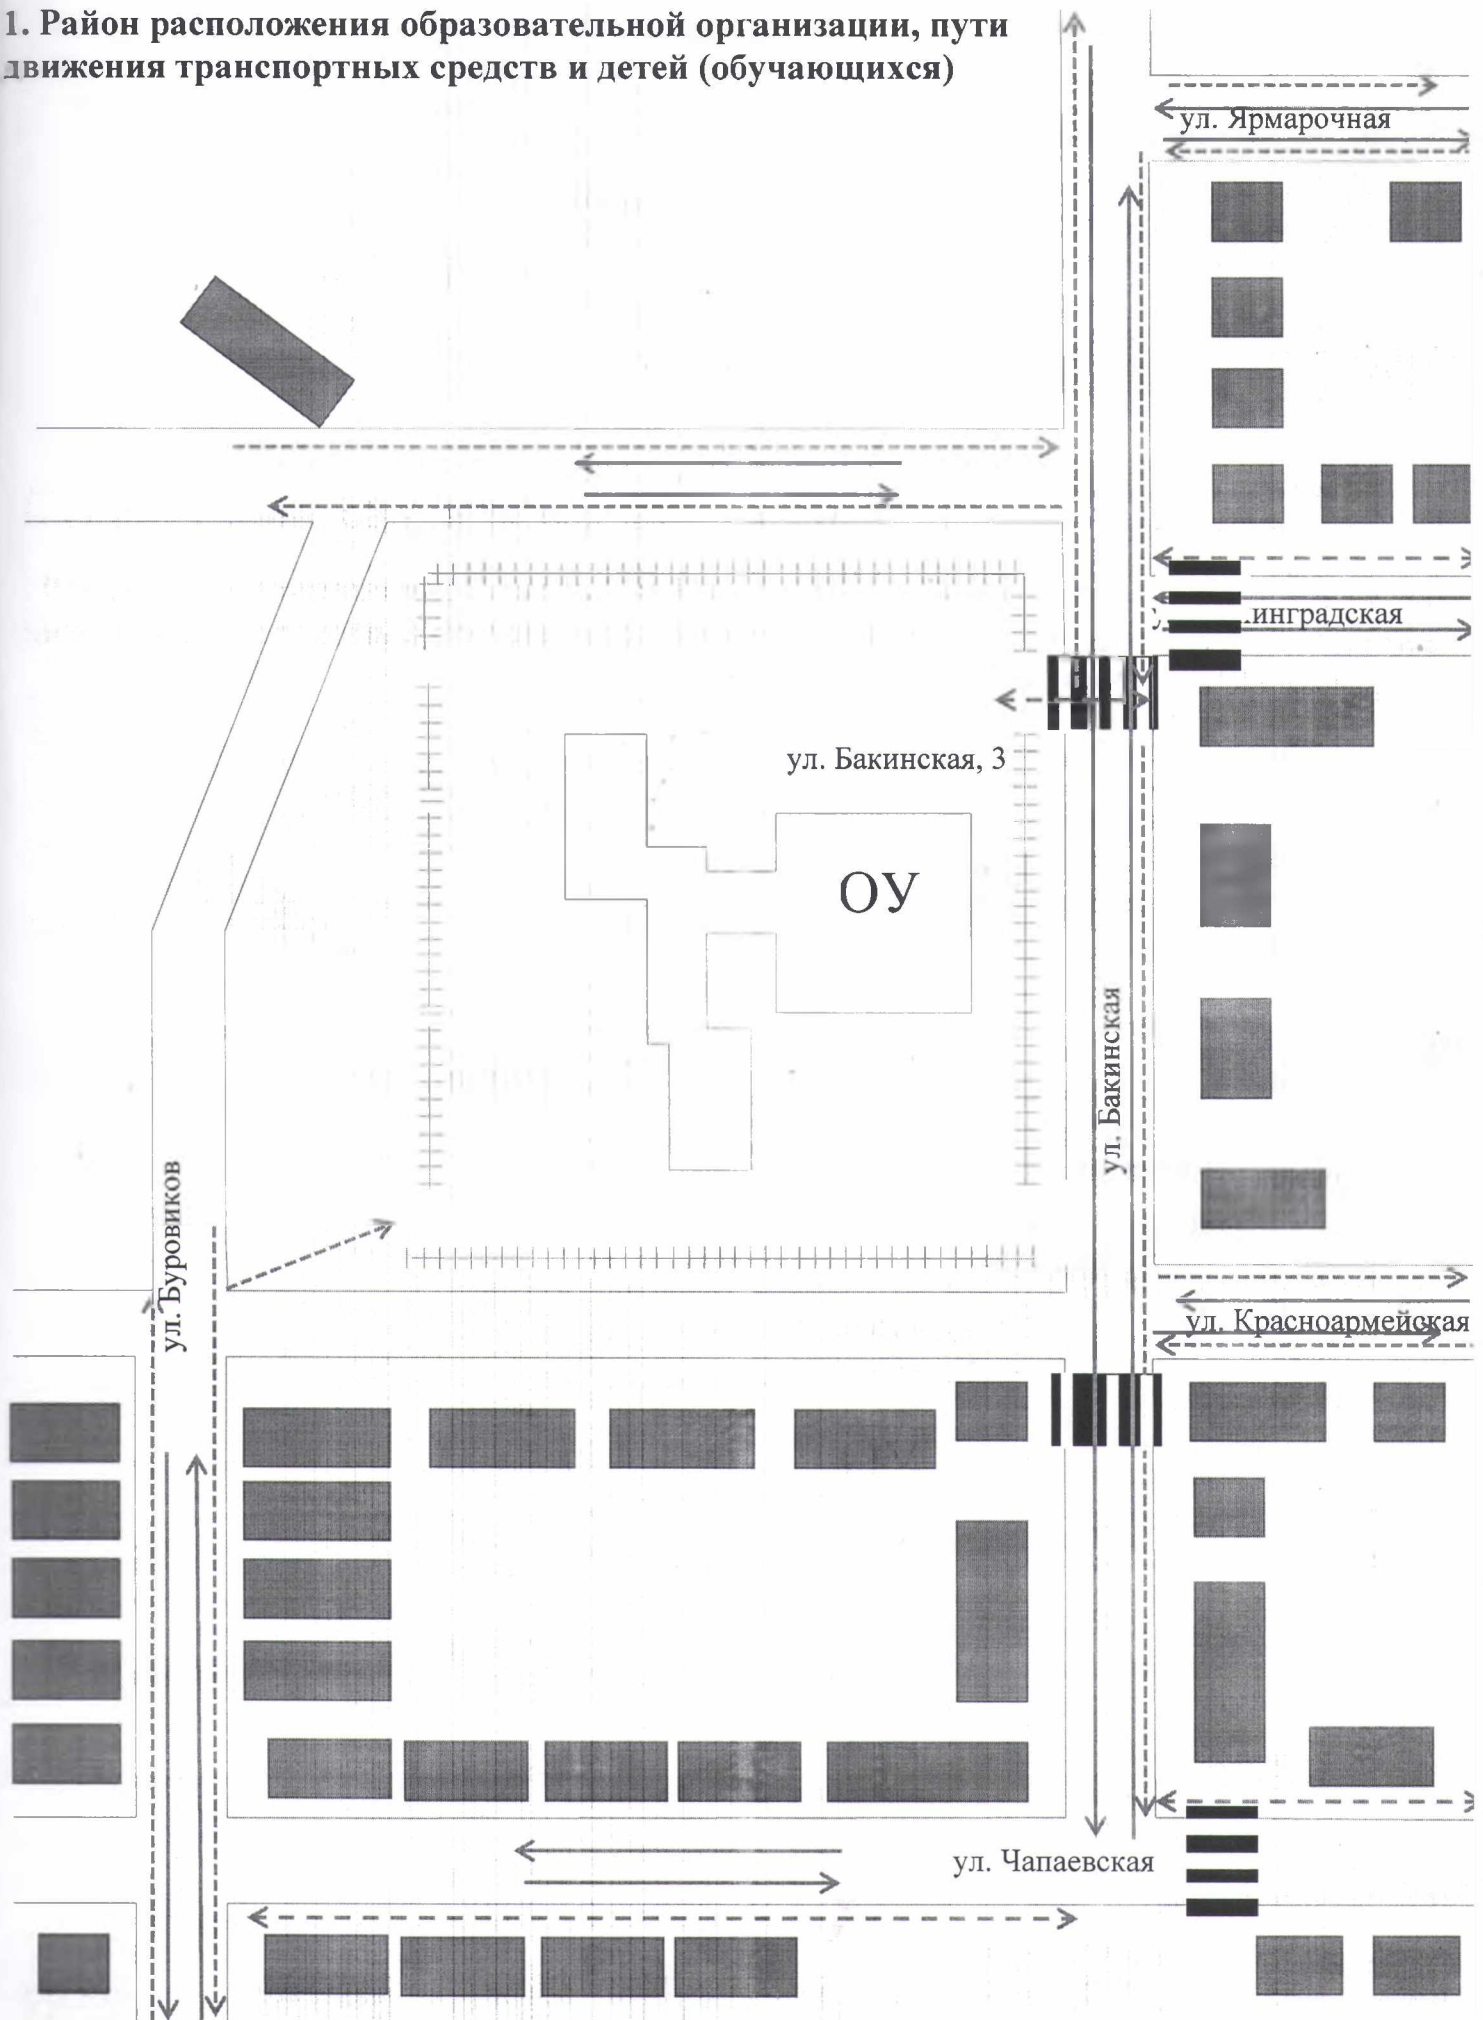 1. Район расположения образовательной организации, пути
движения транспортных средств и детей (обучающихся)
ул. Ярмарочная
ул. Бакинская, 3
ОУ
ул. Бакинская
ул. Буровиков
ул. Красноармейская
ул. Чапаевская